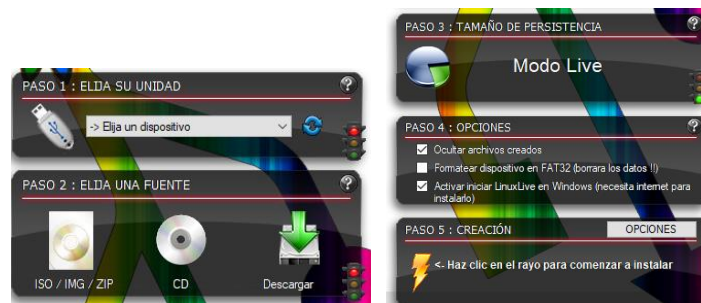 PASO 1 : ELIJA SU UNIDAD
?
-> Elija un dispositivo
PASO 2 : ELIJA UNA FUENTE
?
ISO / IMG / ZIP
CD
Descargar
PASO 3 : TAMAÑO DE PERSISTENCIA
?
Modo Live
PASO 4 : OPCIONES
?
Ocultar archivos creados
Formatear dispositivo en FAT32 (borrara los datos !!)
Activar iniciar LinuxLive en Windows (necesita internet para
instalarlo)
PASO 5 : CREACIÓN
OPCIONES
<- Haz clic en el rayo para comenzar a instalar